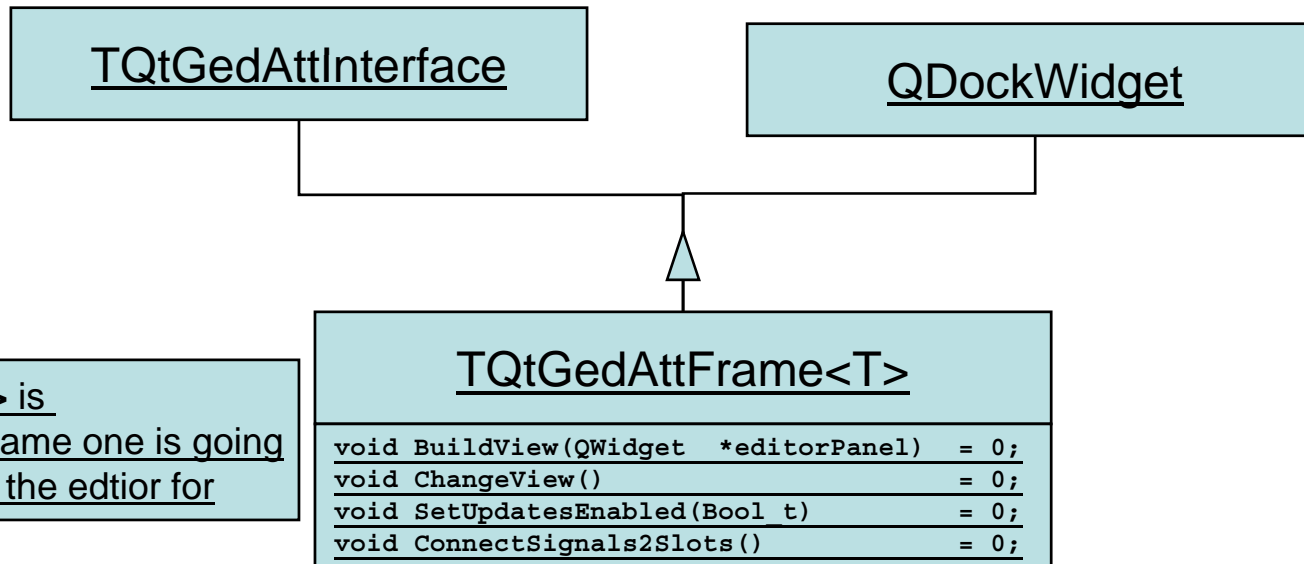 TQtGedAttInterface
QDockWidget
TQtGedAttFrame<T>
> is
ame one is going
the edtior for
void BuildView(QWidget *editorPanel) = 0;
void ChangeView() = 0;
void SetUpdatesEnabled(Bool_t) = 0;
void ConnectSignals2Slots() = 0;